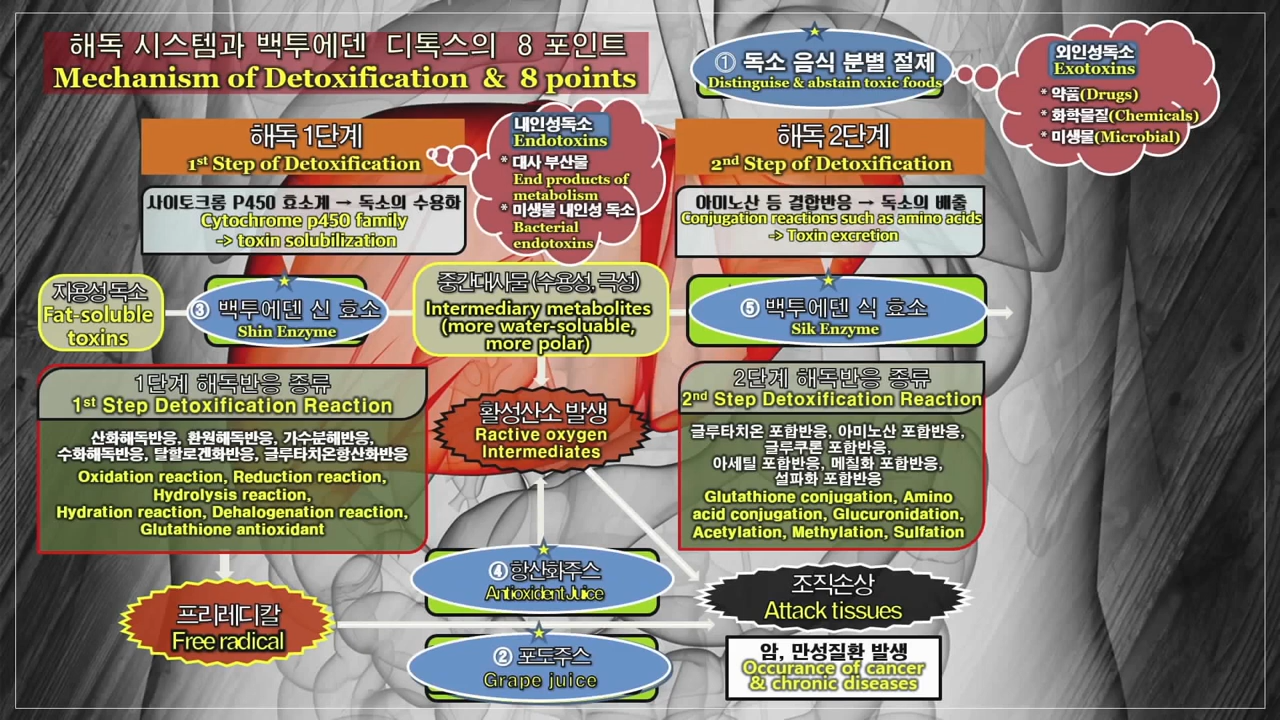 해독 시스템과 백투에덴 디톡스의 8 포인트
Mechanism of Detoxification & 8 points
① 독소 음식 분별 절제
Distinguise & abstain toxic foods
외인성독소
Exotoxins
* 약품(Drugs)
* 화학물질(Chemicals)
* 미생물(Microbial)
해독 1단계
1st Step of Detoxification
내인성독소
Endotoxins
* 대사 부산물
End products of
metabolism
* 미생물 내인성 독소
Bacterial
endotoxins
해독 2단계
2nd Step of Detoxification
사이토크롬 P450 효소계 → 독소의 수용화
Cytochrome p450 family
-> toxin solubilization
아미노산 등 결합반응 → 독소의 배출
Conjugation reactions such as amino acids
-> Toxin excretion
지용성 독소
Fat-soluble
toxins
③ 백투에덴 신 효소
Shin Enzyme
중간대사물 (수용성, 극성)
Intermediary metabolites
(more water-soluable,
more polar)
⑤ 백투에덴 식 효소
Sik Enzyme
1단계 해독반응 종류
1st Step Detoxification Reaction
산화해독반응, 환원해독반응, 가수분해반응,
수화해독반응, 탈할로겐화반응, 글루타치온항산화반응
Oxidation reaction, Reduction reaction,
Hydrolysis reaction,
Hydration reaction, Dehalogenation reaction,
Glutathione antioxidant
활성산소 발생
Ractive oxygen
Intermediates
2단계 해독반응 종류
2nd Step Detoxification Reaction
글루타치온 포합반응, 아미노산 포합반응,
글루쿠론 포합반응,
아세틸 포합반응, 메칠화 포합반응,
설파화 포합반응
Glutathione conjugation, Amino
acid conjugation, Glucuronidation,
Acetylation, Methylation, Sulfation
④ 항산화주스
Antioxident Juice
프리레디칼
Free radical
조직손상
Attack tissues
② 포도주스
Grape juice
암, 만성질환 발생
Occurance of cancer
& chronic diseases